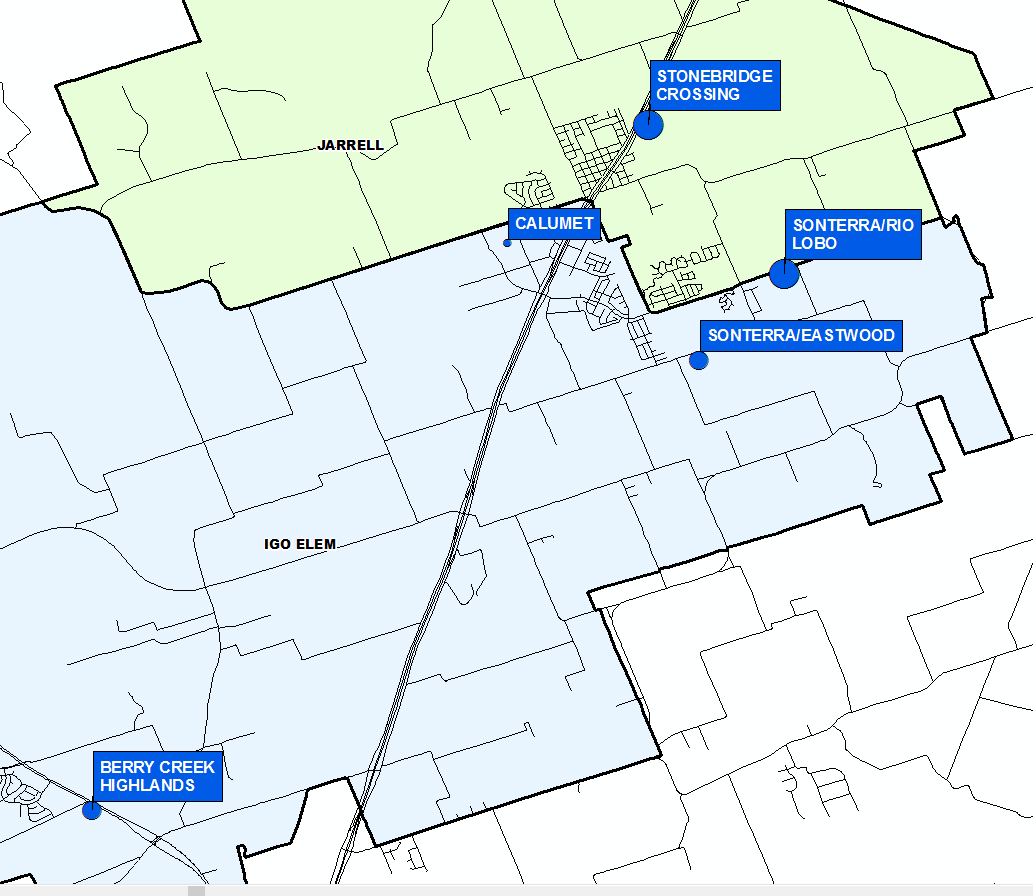 STONEBRIDGE
CROSSING
JARRELL
CALUMET
SONTERRA/RIO
LOBO
SONTERRA/EASTWOOD
IGO ELEM
BERRY CREEK
HIGHLANDS